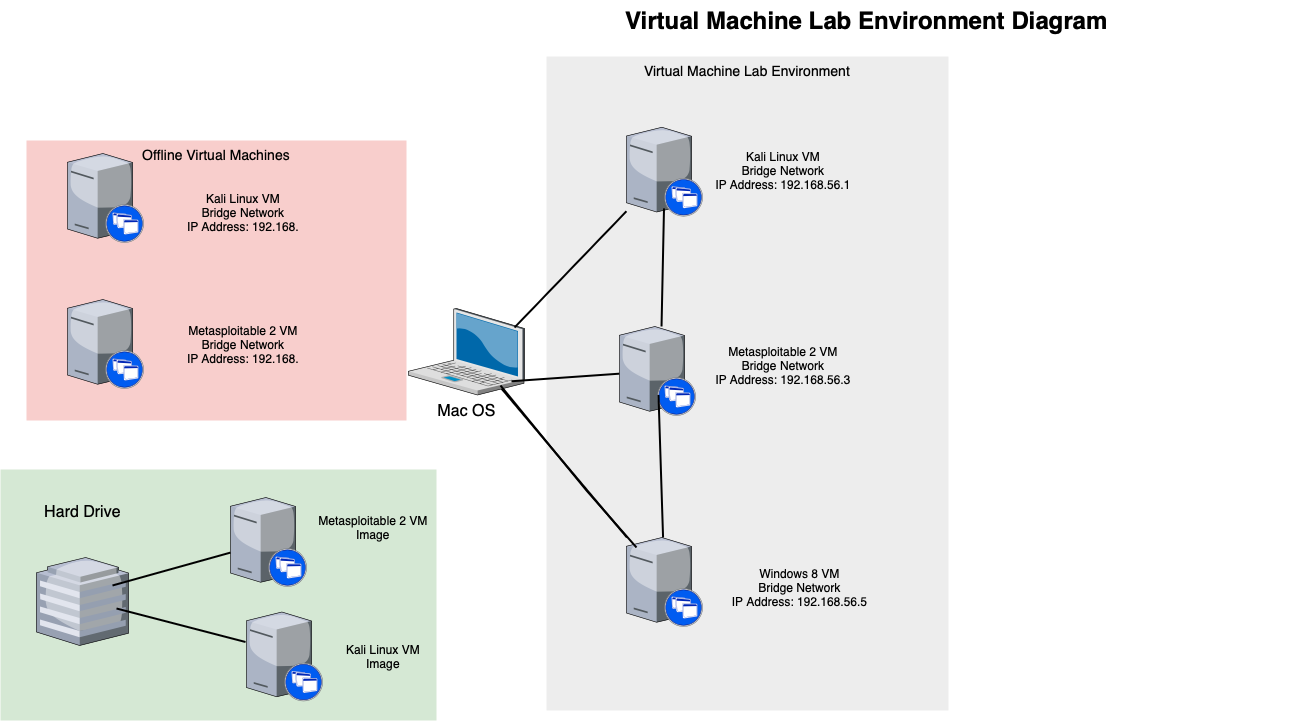 Virtual Machine Lab Environment Diagram
Virtual Machine Lab Environment
Kali Linux VM
Bridge Network
IP Address: 192.168.56.1
Metasploitable 2 VM
Bridge Network
IP Address: 192.168.56.3
Windows 8 VM
Bridge Network
IP Address: 192.168.56.5
Offline Virtual Machines
Kali Linux VM
Bridge Network
IP Address: 192.168.
Metasploitable 2 VM
Bridge Network
IP Address: 192.168.
Mac OS
Hard Drive
Metasploitable 2 VM
Image
Kali Linux VM
Image